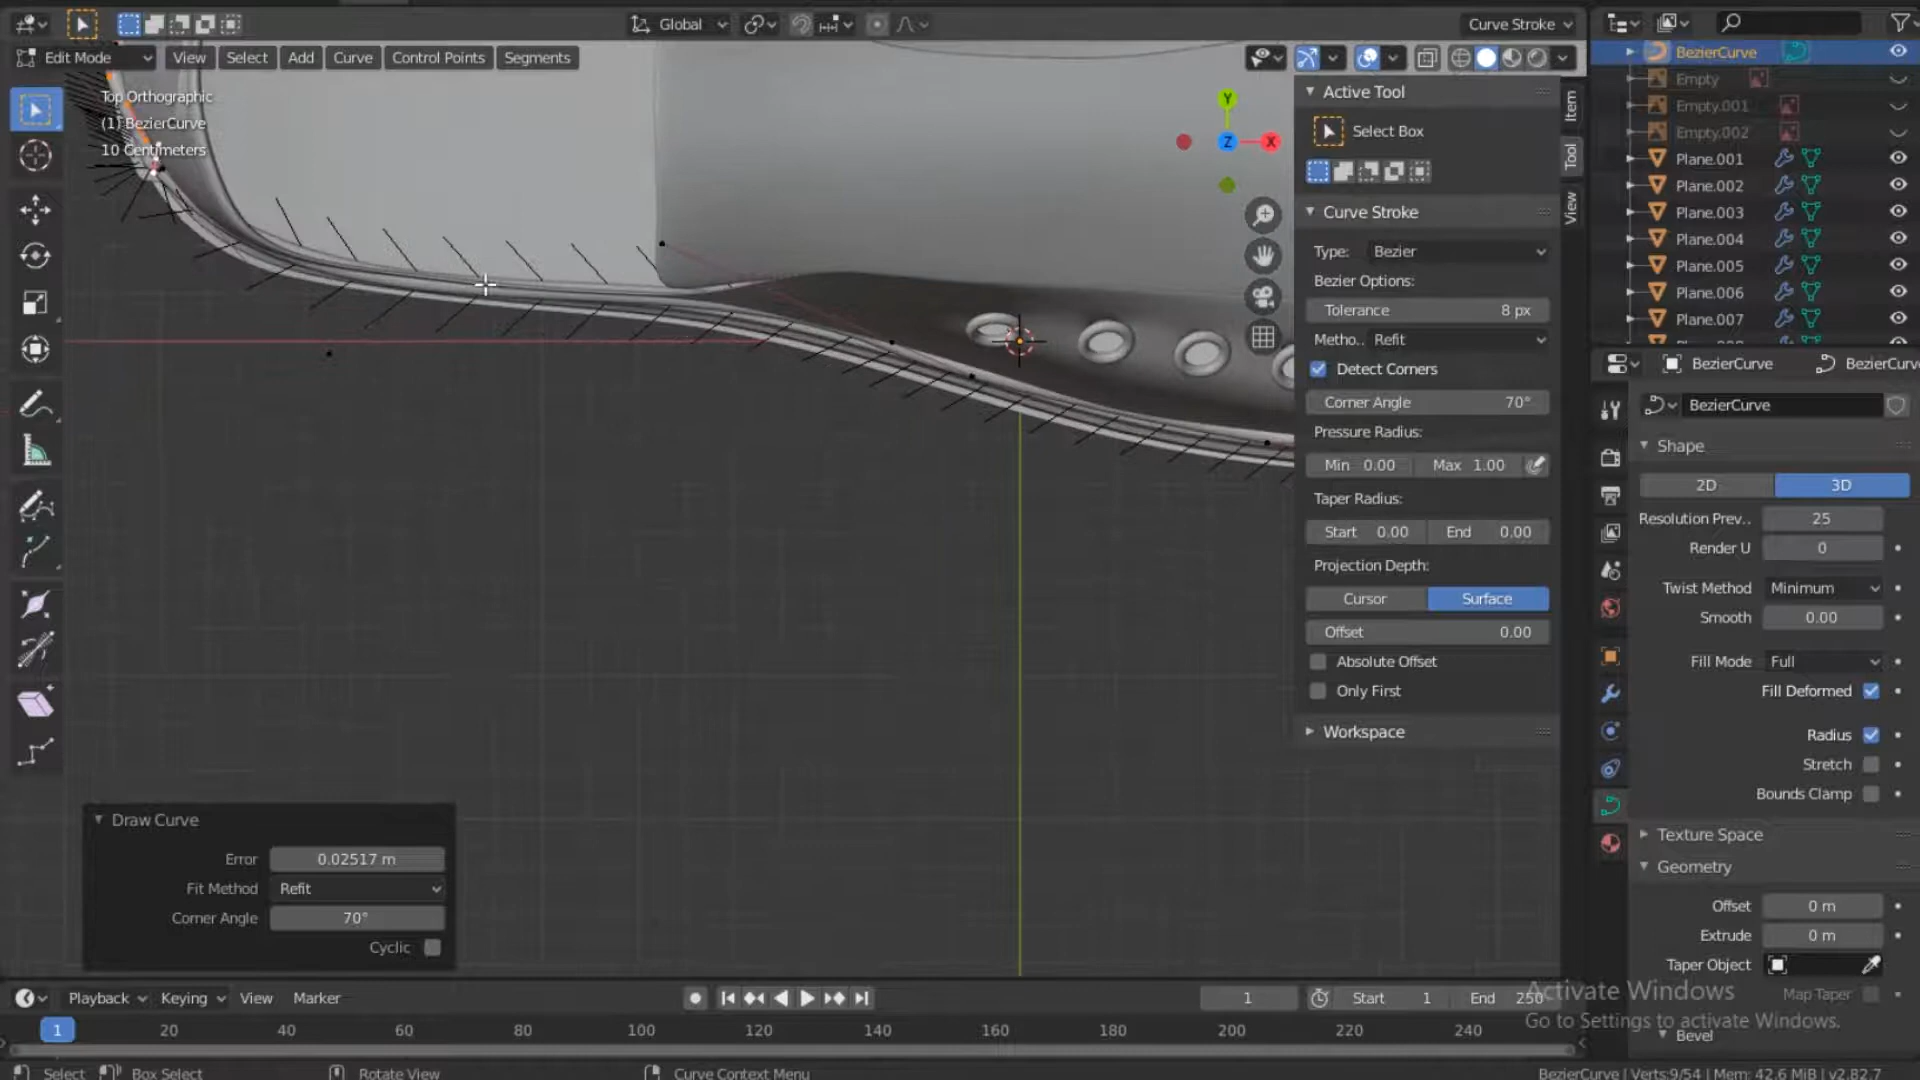 Global
Curve Stroke
Edit Mode
View
Select
Add
Curve
Control Points
Segments
Top Orthographic
(1) BezierCurve
10 Centimeters
Y
Z
X
Active Tool
Select Box
Curve Stroke
Type:
Bezier
Bezier Options:
Tolerance
8 px
Metho..
Refit
Detect Corners
Corner Angle
70°
Pressure Radius:
Min 0.00
Max 1.00
Taper Radius:
Start 0.00
End 0.00
Projection Depth:
Cursor
Surface
Offset
0.00
Absolute Offset
Only First
Workspace
Item
Tool
View
BezierCurve
Empty
Empty.001
Empty.002
Plane.001
Plane.002
Plane.003
Plane.004
Plane.005
Plane.006
Plane.007
BezierCurve
BezierCurv
BezierCurve
Shape
2D
3D
Resolution Prev..
25
Render U
0
Twist Method
Minimum
Smooth
0.00
Fill Mode
Full
Fill Deformed
Radius
Stretch
Bounds Clamp
Texture Space
Geometry
Offset
0 m
Extrude
0 m
Taper Object
Map Taper
Bevel
Draw Curve
Error
0.02517 m
Fit Method
Refit
Corner Angle
70°
Cyclic
Playback
Keying
View
Marker
1
Start
1
End
250
Activate Windows
Go to Settings to activate Windows.
1
20
40
60
80
100
120
140
160
180
200
220
240
Select
Box Select
Rotate View
Curve Context Menu
BezierCurve | Verts:9/54 | Mem: 42.6 MiB | v2.82.7